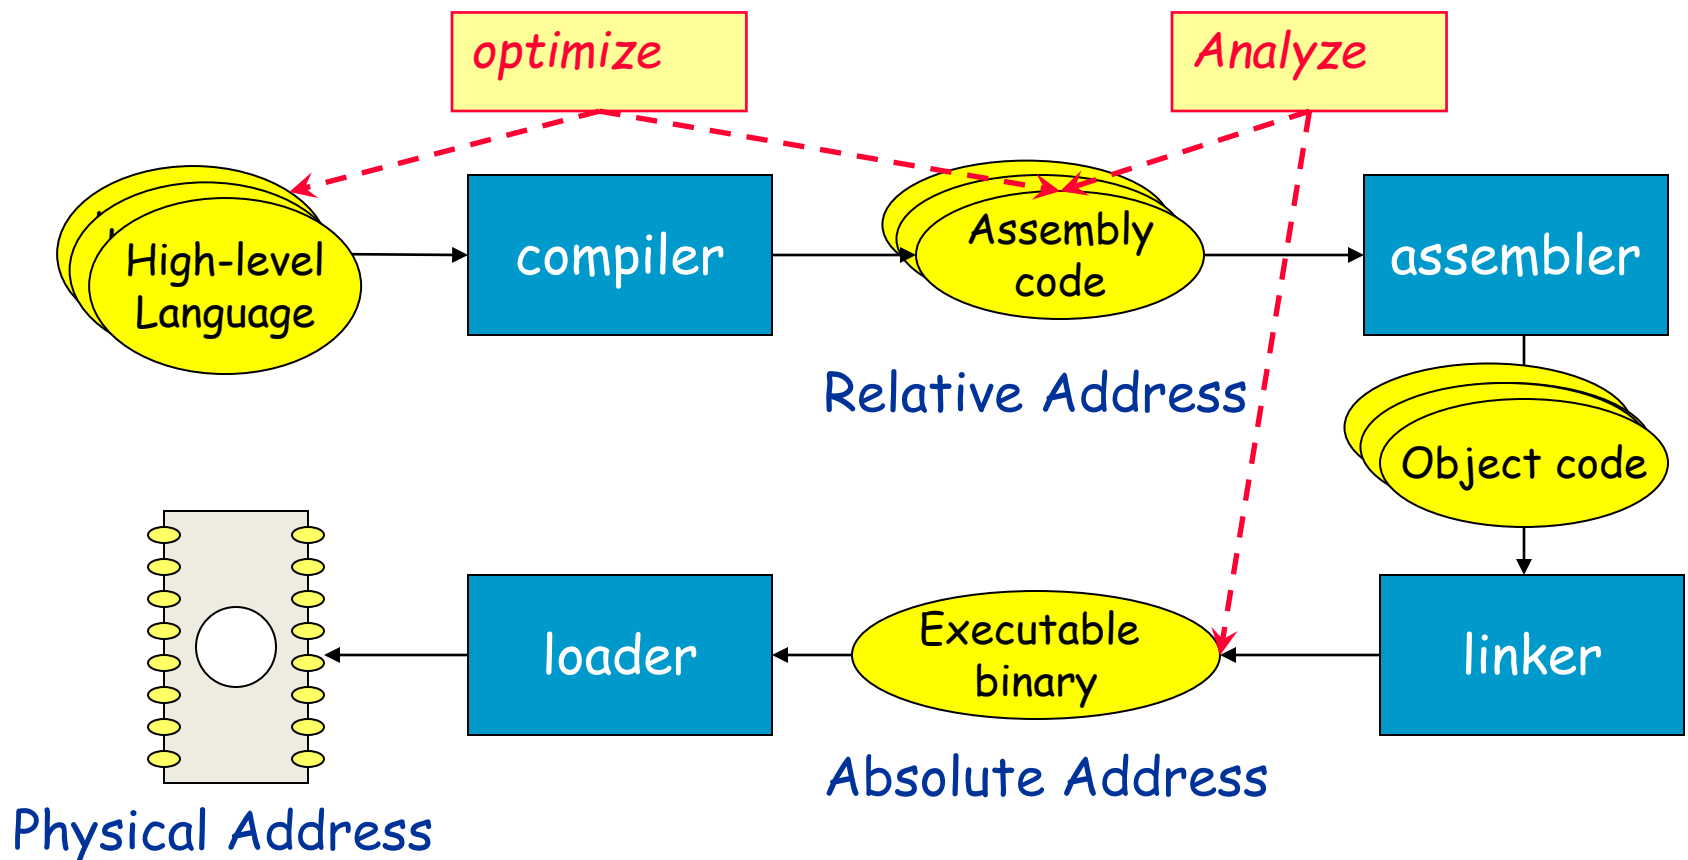 optimize
Analyze
High-level
Language
compiler
Assembly
code
assembler
Relative Address
Object code
loader
Executable
binary
linker
Absolute Address
Physical Address